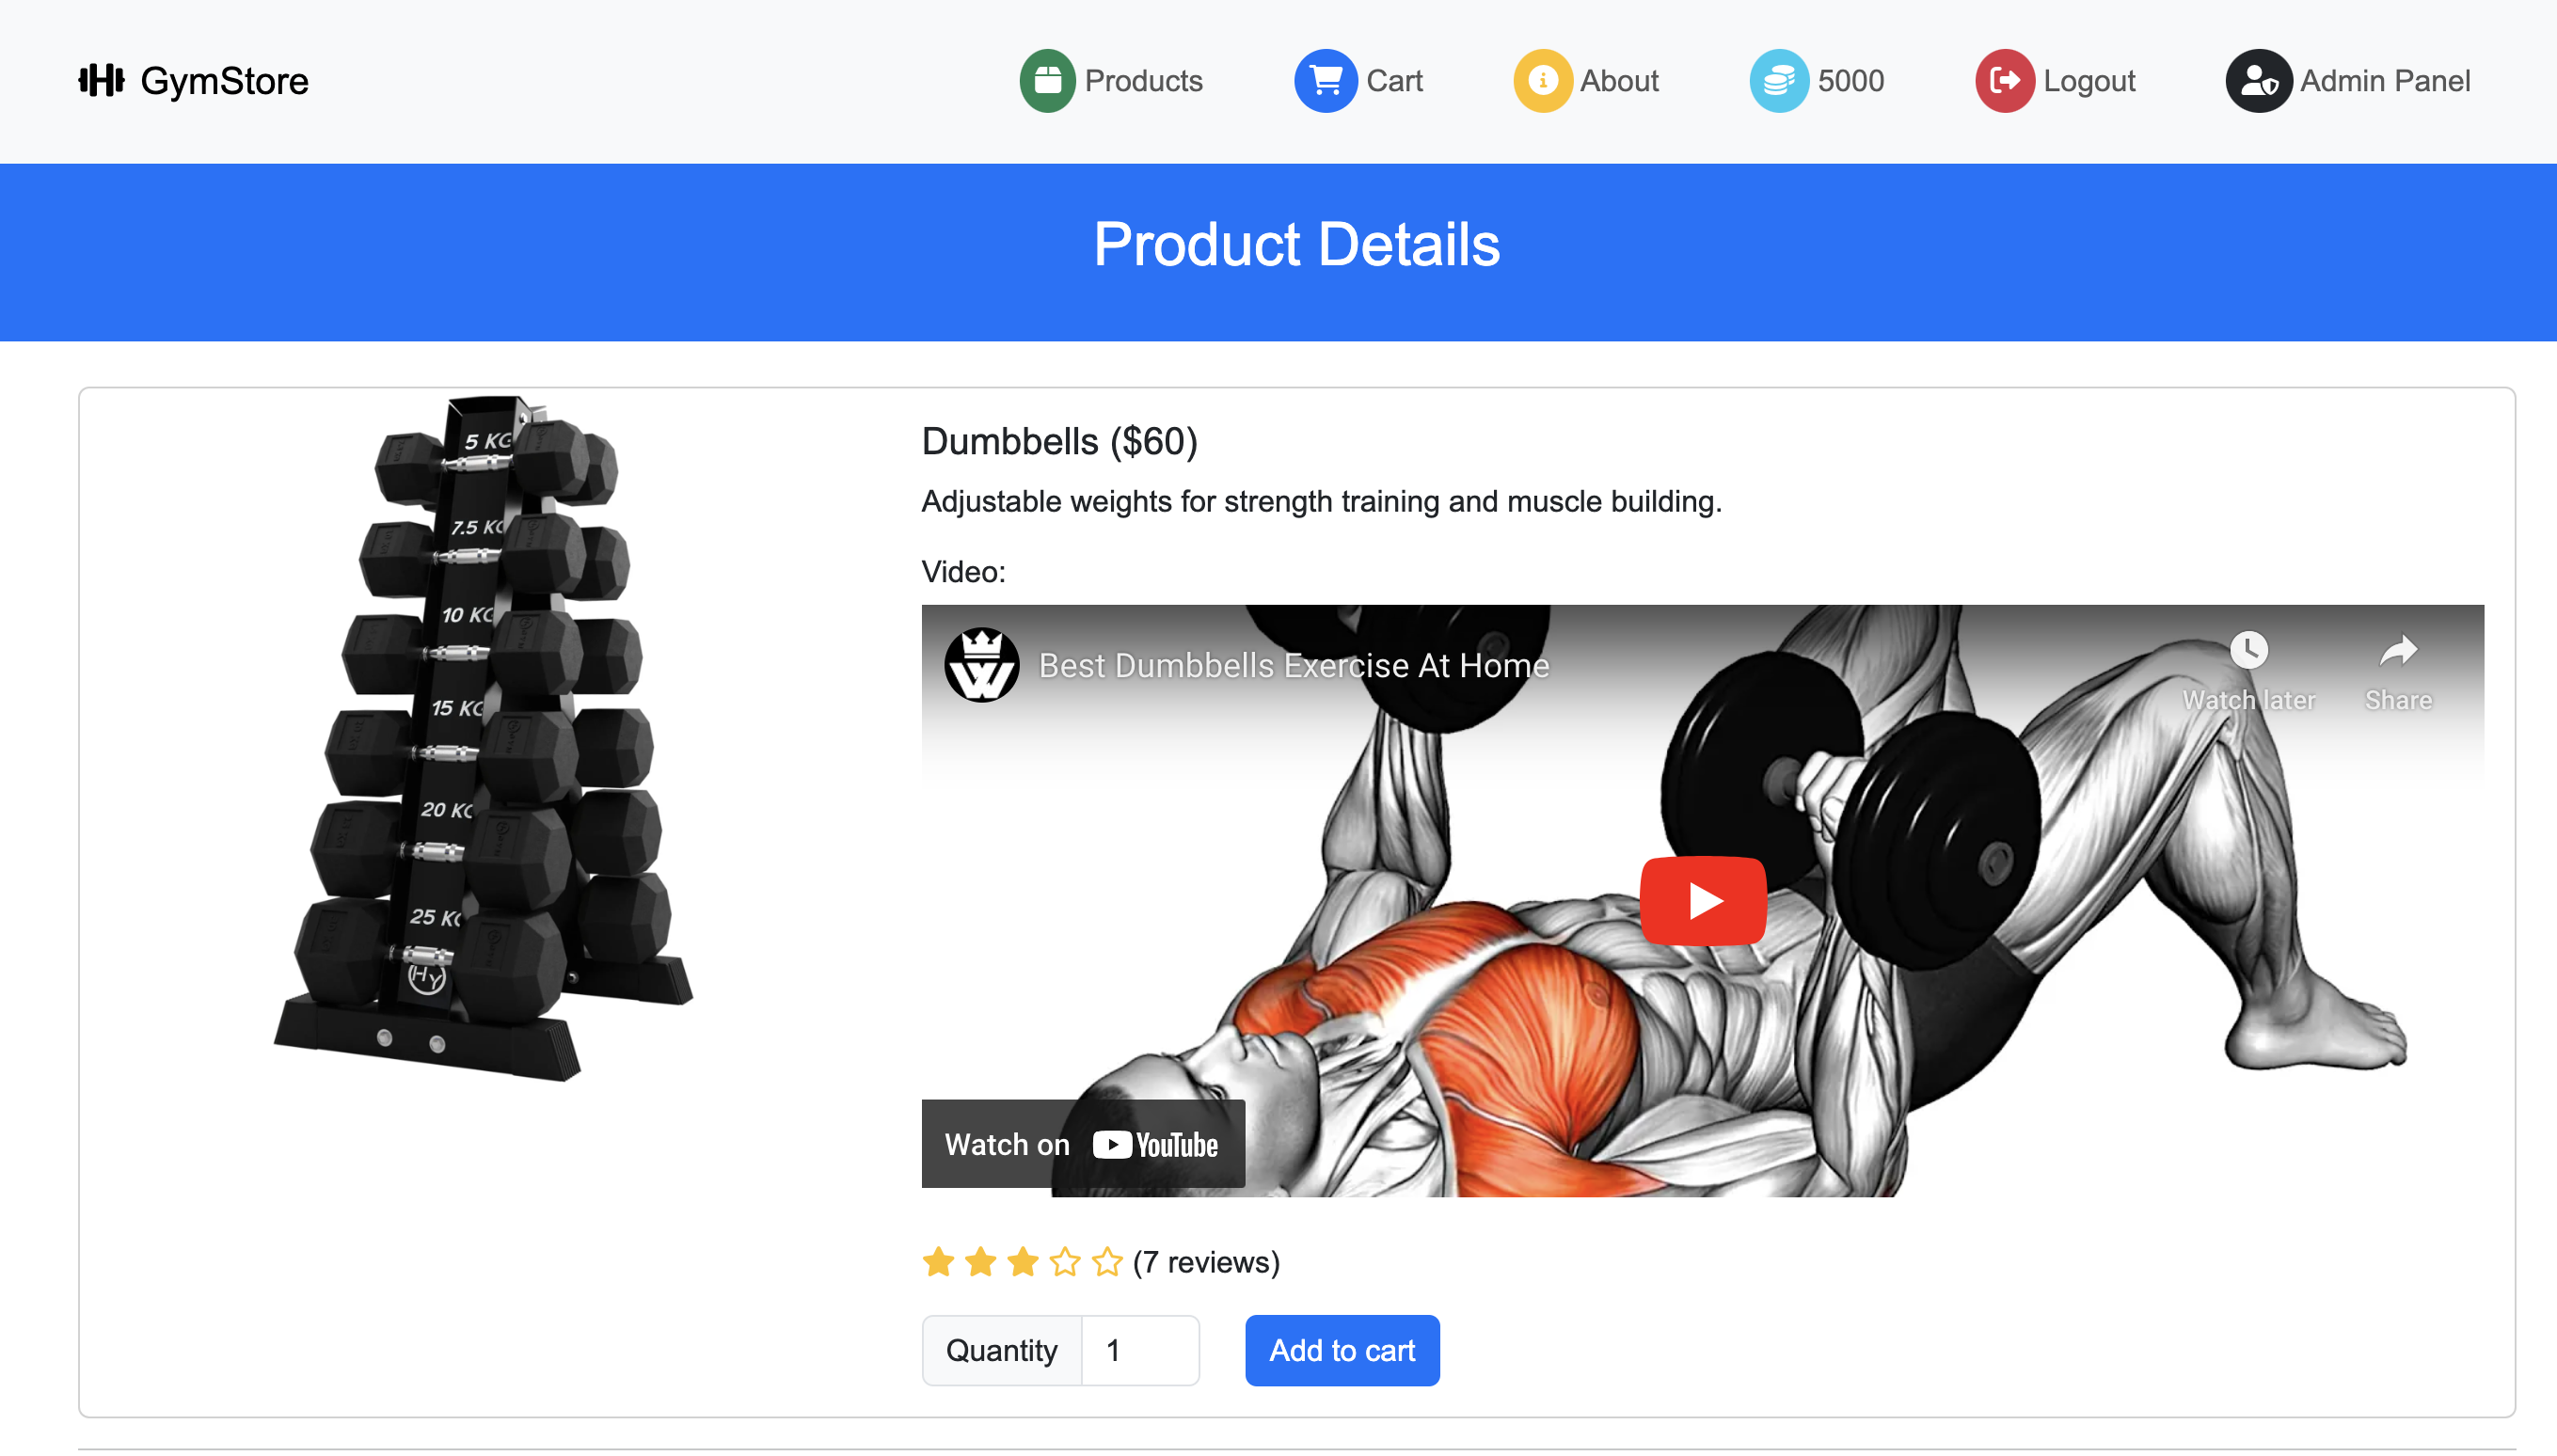 GymStore
Products
Cart
About
5000
Logout
Admin Panel
Product Details
5 KG
7.5 KG
10 KG
15 KG
20 KG
25 KG
HY
Dumbbells ($60)
Adjustable weights for strength training and muscle building.
Video:
W
Best Dumbbells Exercise At Home
Watch later
Share
Watch on YouTube
(7 reviews)
Quantity 1
Add to cart